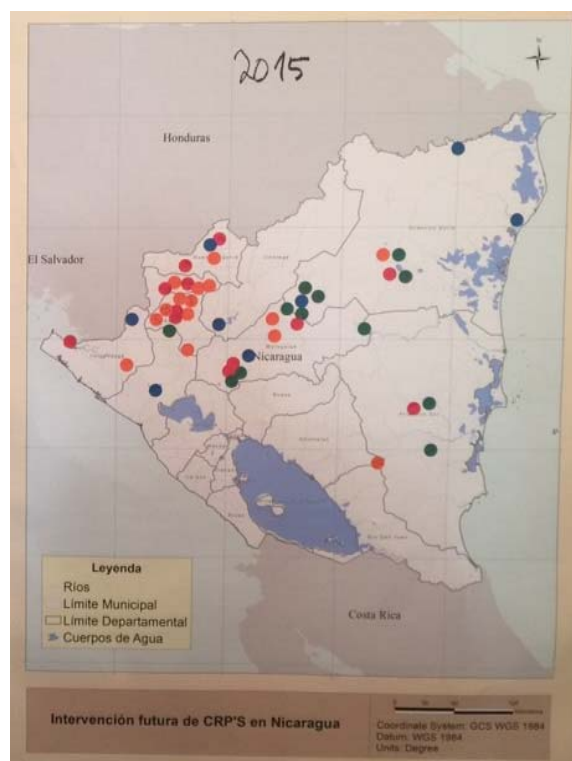 2015
Honduras
El Salvador
Nicaragua
Costa Rica
Leyenda
Ríos
Límite Municipal
Límite Departamental
Cuerpos de Agua
Intervención futura de CRP'S en Nicaragua
Coordinate System: GCS WGS 1984
Datum: WGS 1984
Units: Degree